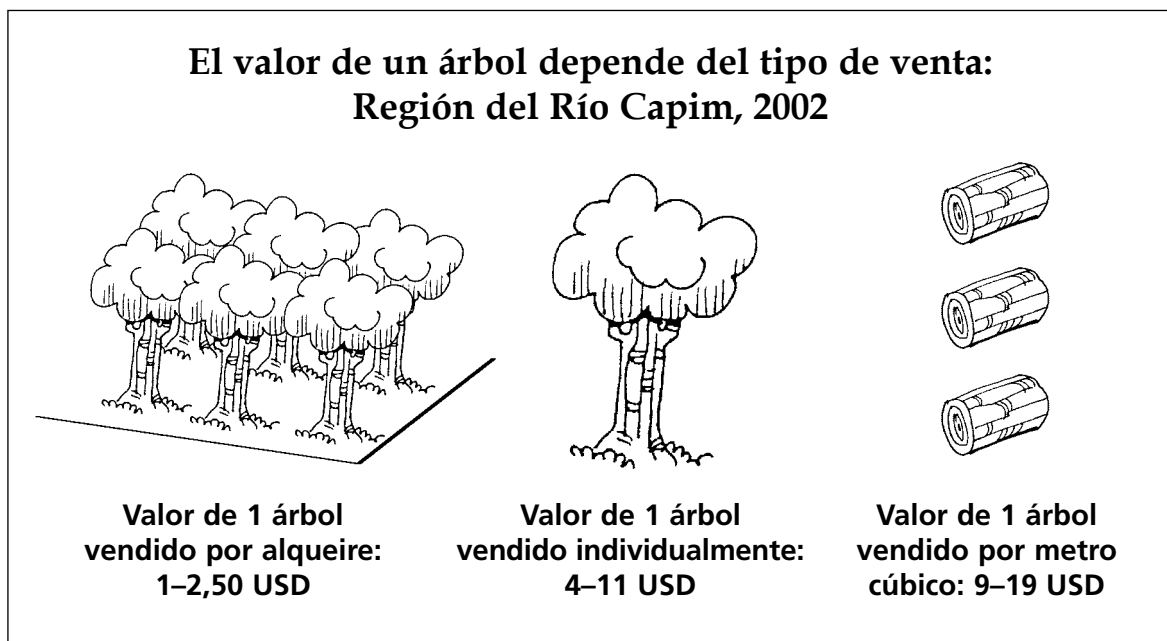 El valor de un árbol depende del tipo de venta:
Región del Río Capim, 2002
Valor de 1 árbol
vendido por alqueire:
1–2,50 USD
Valor de 1 árbol
vendido individualmente:
4–11 USD
Valor de 1 árbol
vendido por metro
cúbico: 9–19 USD